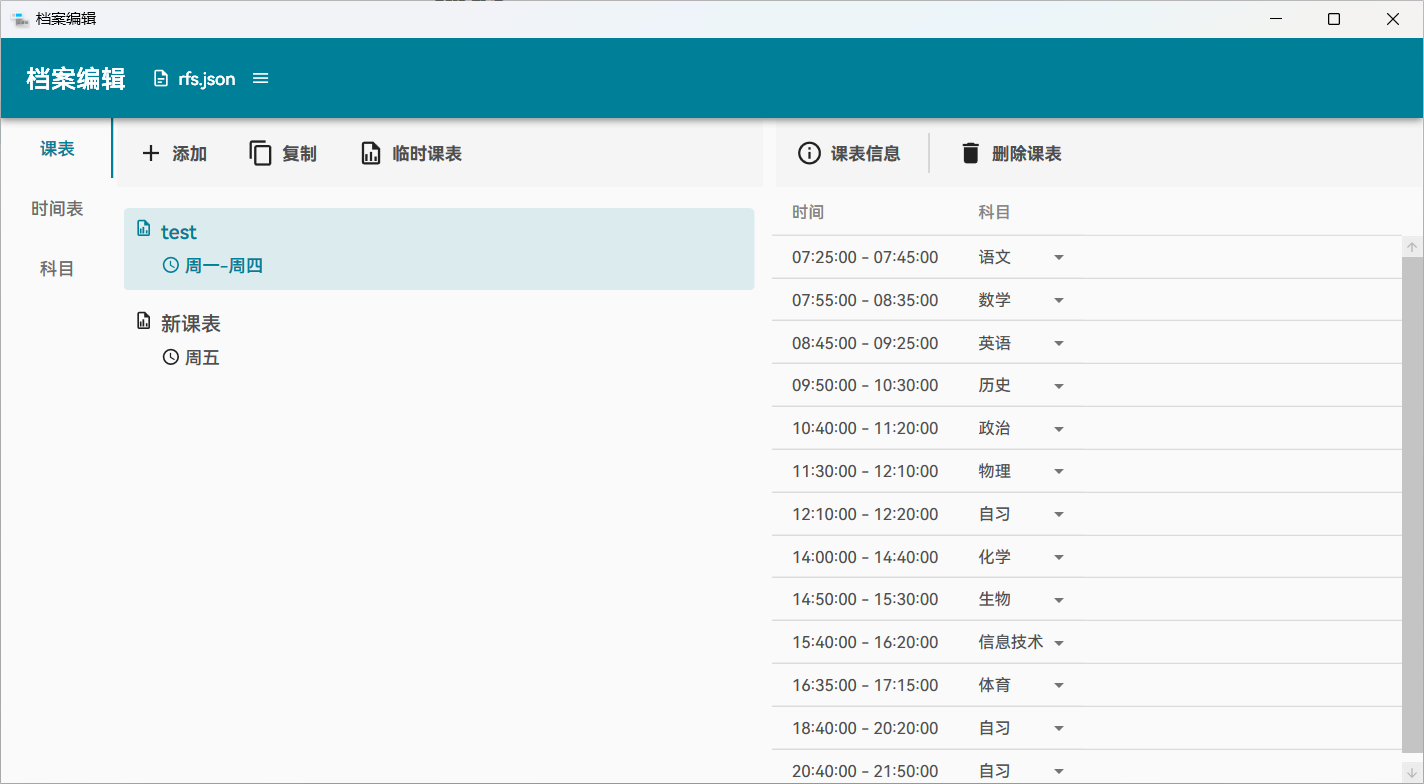 档案编辑
档案编辑 rfs.json
课表
时间表
科目
添加 复制 临时课表
test
周一-周四
新课表
周五
课表信息 删除课表
时间 科目
07:25:00 - 07:45:00 语文
07:55:00 - 08:35:00 数学
08:45:00 - 09:25:00 英语
09:50:00 - 10:30:00 历史
10:40:00 - 11:20:00 政治
11:30:00 - 12:10:00 物理
12:10:00 - 12:20:00 自习
14:00:00 - 14:40:00 化学
14:50:00 - 15:30:00 生物
15:40:00 - 16:20:00 信息技术
16:35:00 - 17:15:00 体育
18:40:00 - 20:20:00 自习
20:40:00 - 21:50:00 自习